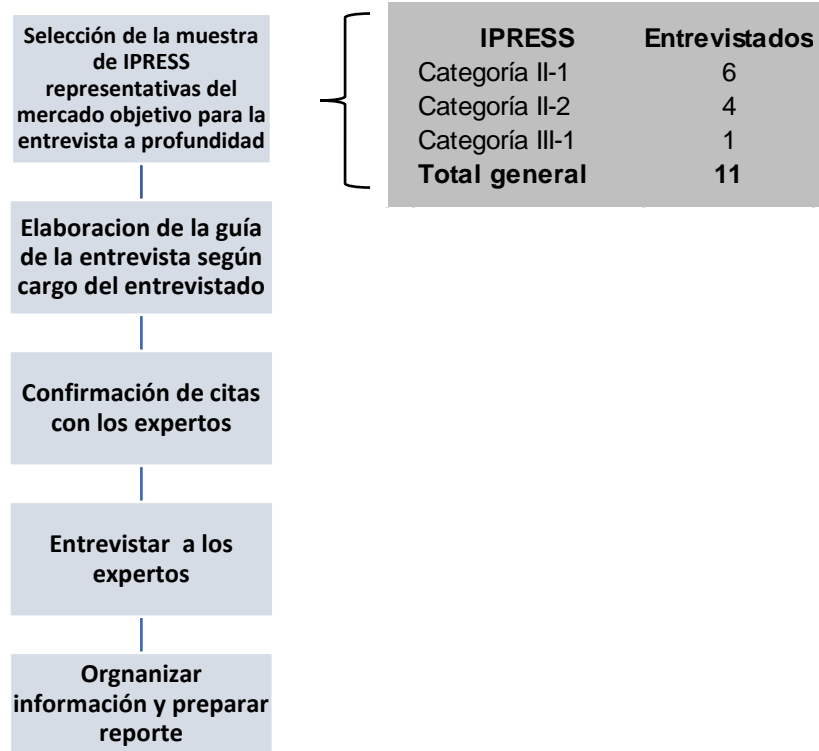 Selección de la muestra
de IPRESS
representativas del
mercado objetivo para la
entrevista a profundidad
IPRESS Entrevistados
Categoría II-1 6
Categoría II-2 4
Categoría III-1 1
Total general 11
Elaboracion de la guía
de la entrevista según
cargo del entrevistado
Confirmación de citas
con los expertos
Entrevistar a los
expertos
Orgnanizar
información y preparar
reporte